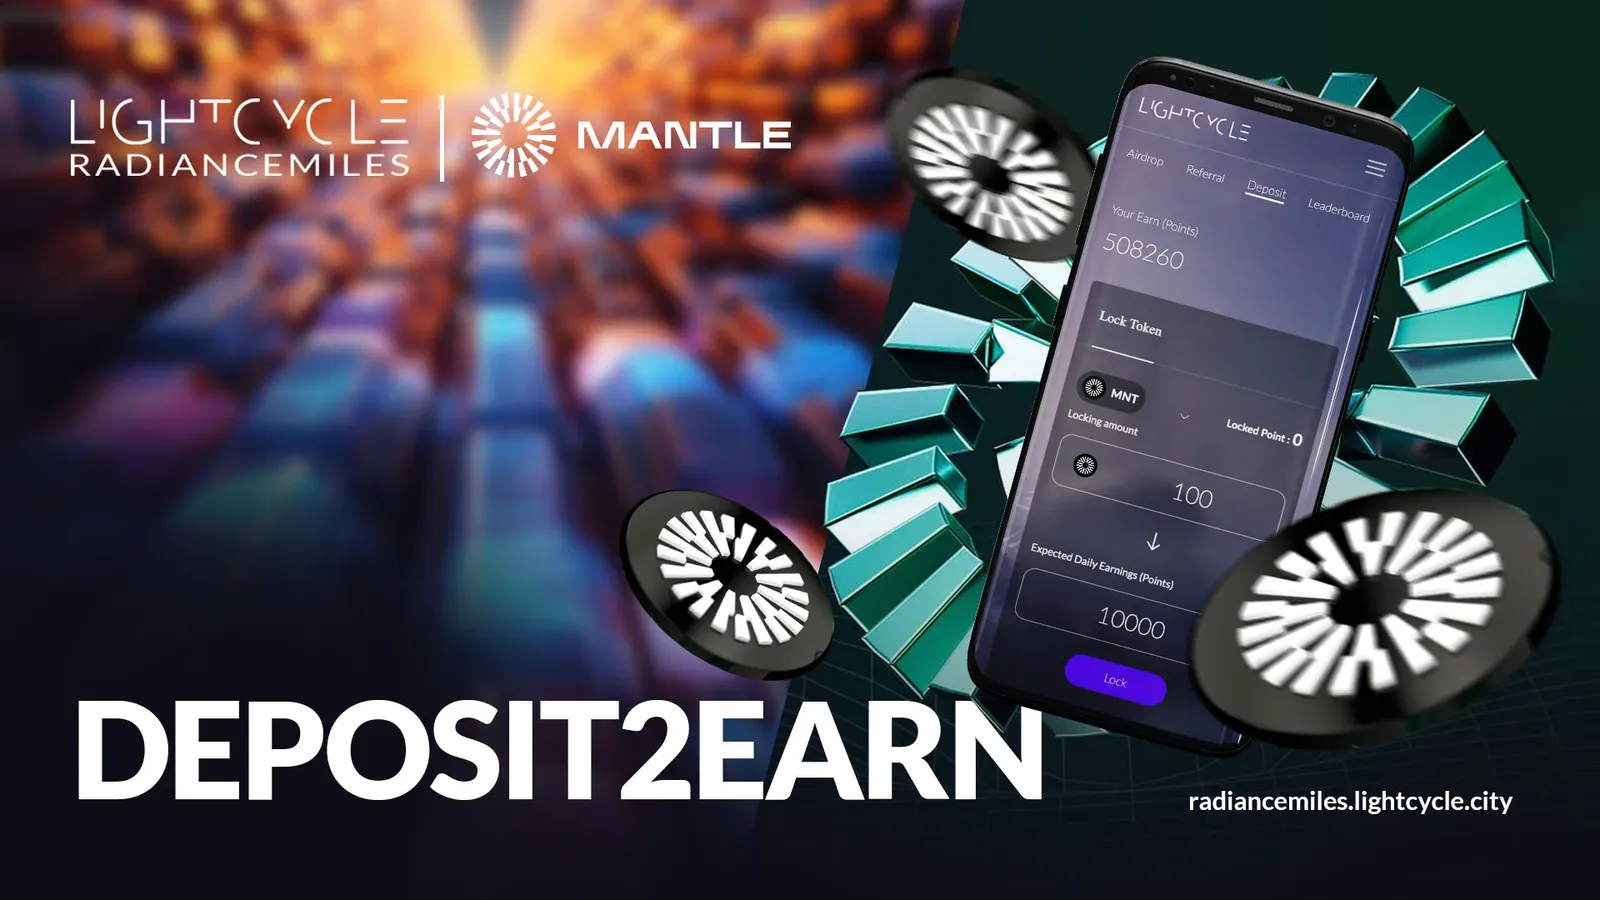 LIGHTCYCLE
RADIANCEMILES
MANTLE
LIGHTCYCLE
Airdrop
Referral
Deposit
Leaderboard
Your Earn (Points)
508260
Lock Token
MNT
Locked Point : 0
Locking amount
100
Expected Daily Earnings (Points)
10000
Lock
DEPOSIT2EARN
radiancemiles.lightcycle.city